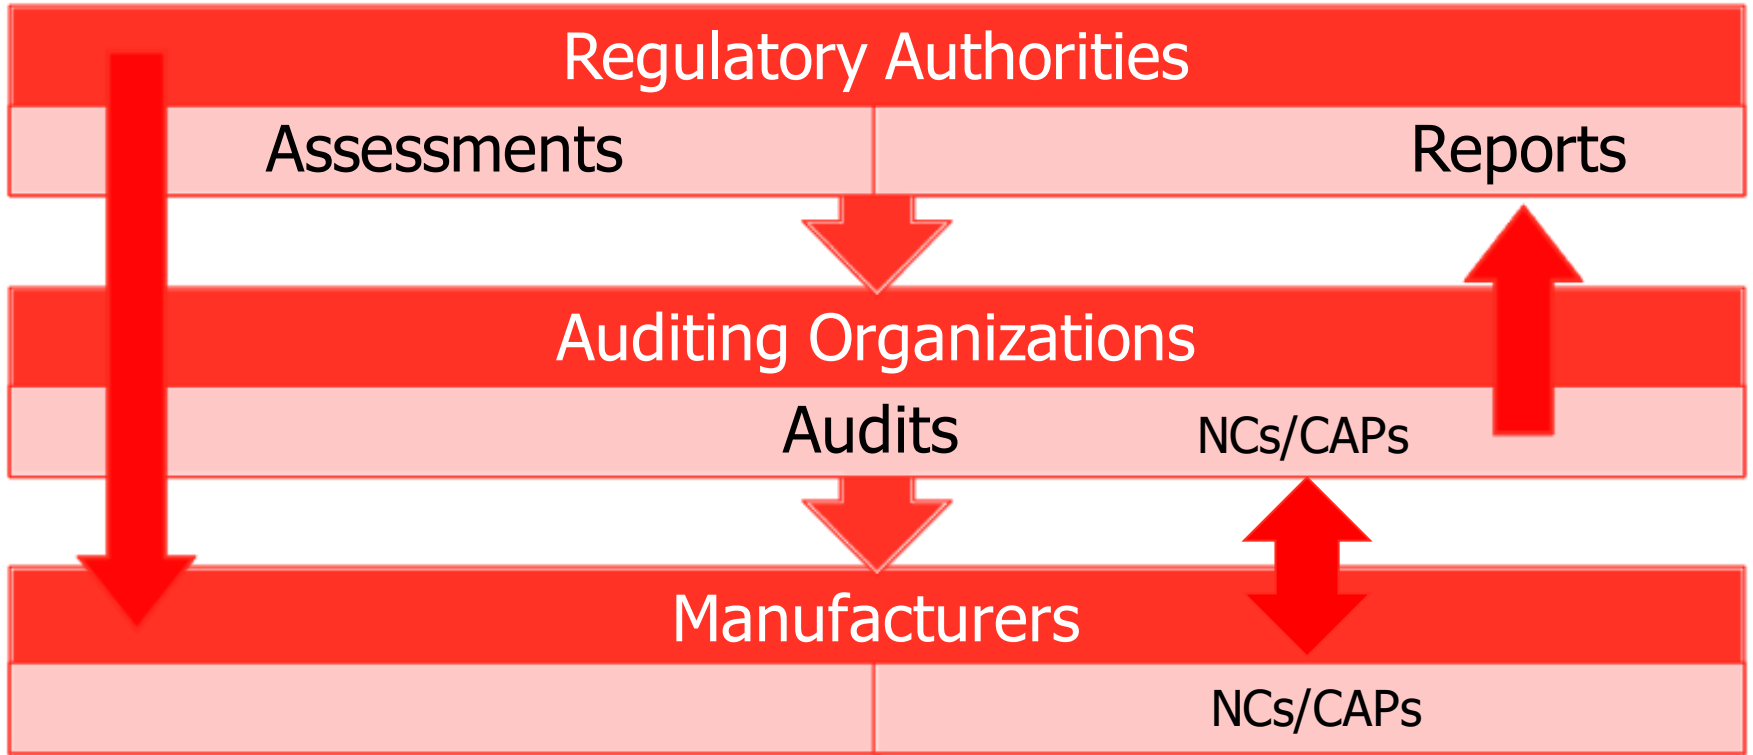 Regulatory Authorities
Assessments
Reports
Auditing Organizations
Audits
NCs/CAPs
Manufacturers
NCs/CAPs